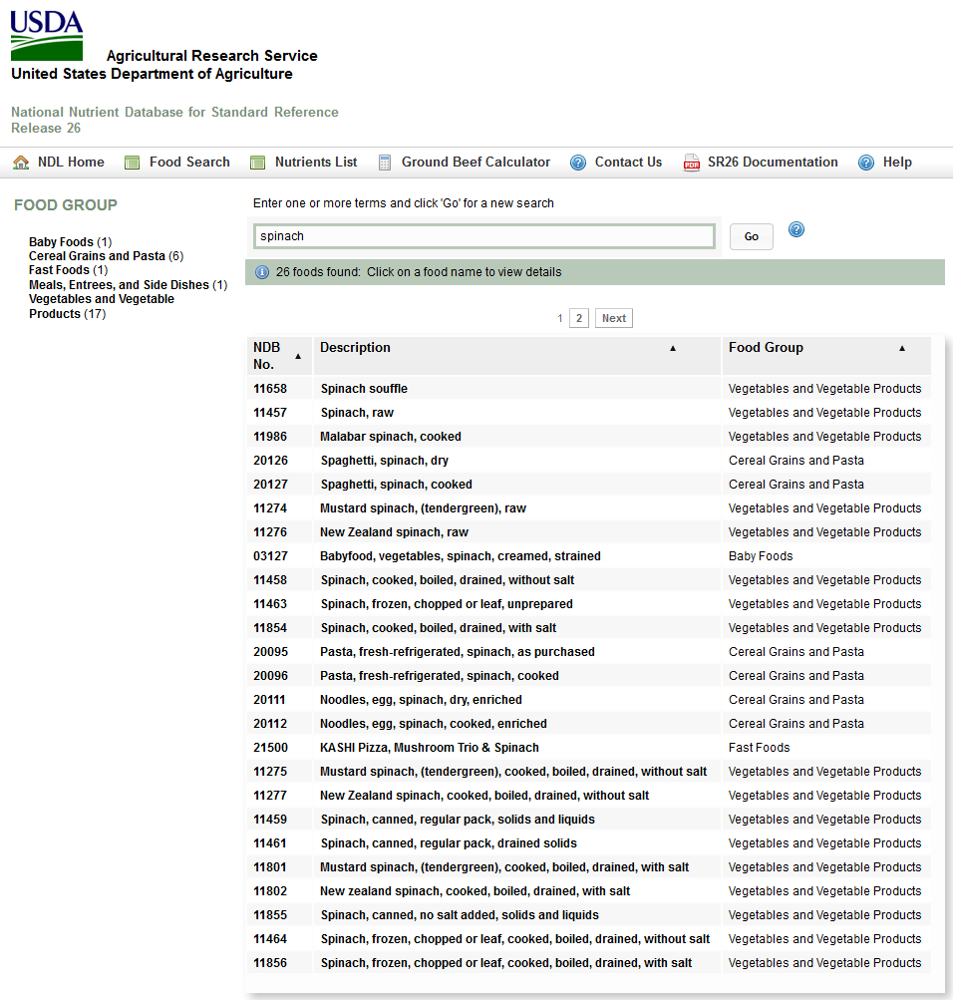 USDA
Agricultural Research Service
United States Department of Agriculture
National Nutrient Database for Standard Reference
Release 26
NDL Home Food Search Nutrients List Ground Beef Calculator Contact Us SR26 Documentation Help
FOOD GROUP
Baby Foods (1)
Cereal Grains and Pasta (6)
Fast Foods (1)
Meals, Entrees, and Side Dishes (1)
Vegetables and Vegetable
Products (17)
Enter one or more terms and click 'Go' for a new search
spinach Go
26 foods found: Click on a food name to view details
1 2 Next
NDB No. ▲ Description ▲ Food Group ▲
11658 Spinach souffle Vegetables and Vegetable Products
11457 Spinach, raw Vegetables and Vegetable Products
11986 Malabar spinach, cooked Vegetables and Vegetable Products
20126 Spaghetti, spinach, dry Cereal Grains and Pasta
20127 Spaghetti, spinach, cooked Cereal Grains and Pasta
11274 Mustard spinach, (tendergreen), raw Vegetables and Vegetable Products
11276 New Zealand spinach, raw Vegetables and Vegetable Products
03127 Babyfood, vegetables, spinach, creamed, strained Baby Foods
11458 Spinach, cooked, boiled, drained, without salt Vegetables and Vegetable Products
11463 Spinach, frozen, chopped or leaf, unprepared Vegetables and Vegetable Products
11854 Spinach, cooked, boiled, drained, with salt Vegetables and Vegetable Products
20095 Pasta, fresh-refrigerated, spinach, as purchased Cereal Grains and Pasta
20096 Pasta, fresh-refrigerated, spinach, cooked Cereal Grains and Pasta
20111 Noodles, egg, spinach, dry, enriched Cereal Grains and Pasta
20112 Noodles, egg, spinach, cooked, enriched Cereal Grains and Pasta
21500 KASHI Pizza, Mushroom Trio & Spinach Fast Foods
11275 Mustard spinach, (tendergreen), cooked, boiled, drained, without salt Vegetables and Vegetable Products
11277 New Zealand spinach, cooked, boiled, drained, without salt Vegetables and Vegetable Products
11459 Spinach, canned, regular pack, solids and liquids Vegetables and Vegetable Products
11461 Spinach, canned, regular pack, drained solids Vegetables and Vegetable Products
11801 Mustard spinach, (tendergreen), cooked, boiled, drained, with salt Vegetables and Vegetable Products
11802 New zealand spinach, cooked, boiled, drained, with salt Vegetables and Vegetable Products
11855 Spinach, canned, no salt added, solids and liquids Vegetables and Vegetable Products
11464 Spinach, frozen, chopped or leaf, cooked, boiled, drained, without salt Vegetables and Vegetable Products
11856 Spinach, frozen, chopped or leaf, cooked, boiled, drained, with salt Vegetables and Vegetable Products